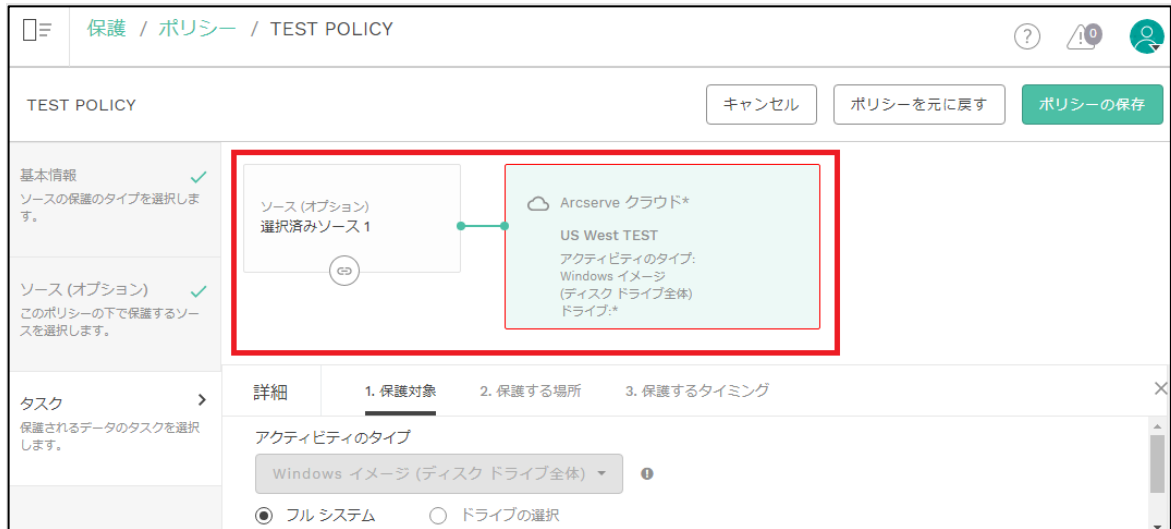 保護 / ポリシー / TEST POLICY
0
TEST POLICY
キャンセル
ポリシーを元に戻す
ポリシーの保存
基本情報
ソースの保護のタイプを選択しま
す。
ソース (オプション)
このポリシーの下で保護するソー
スを選択します。
タスク
保護されるデータのタスクを選択
します。
ソース (オプション)
選択済みソース 1
Arcserve クラウド*
US West TEST
アクティビティのタイプ:
Windows イメージ
(ディスク ドライブ全体)
ドライブ:*
詳細
1. 保護対象
2. 保護する場所
3. 保護するタイミング
アクティビティのタイプ
Windows イメージ (ディスク ドライブ全体)
フル システム
ドライブの選択